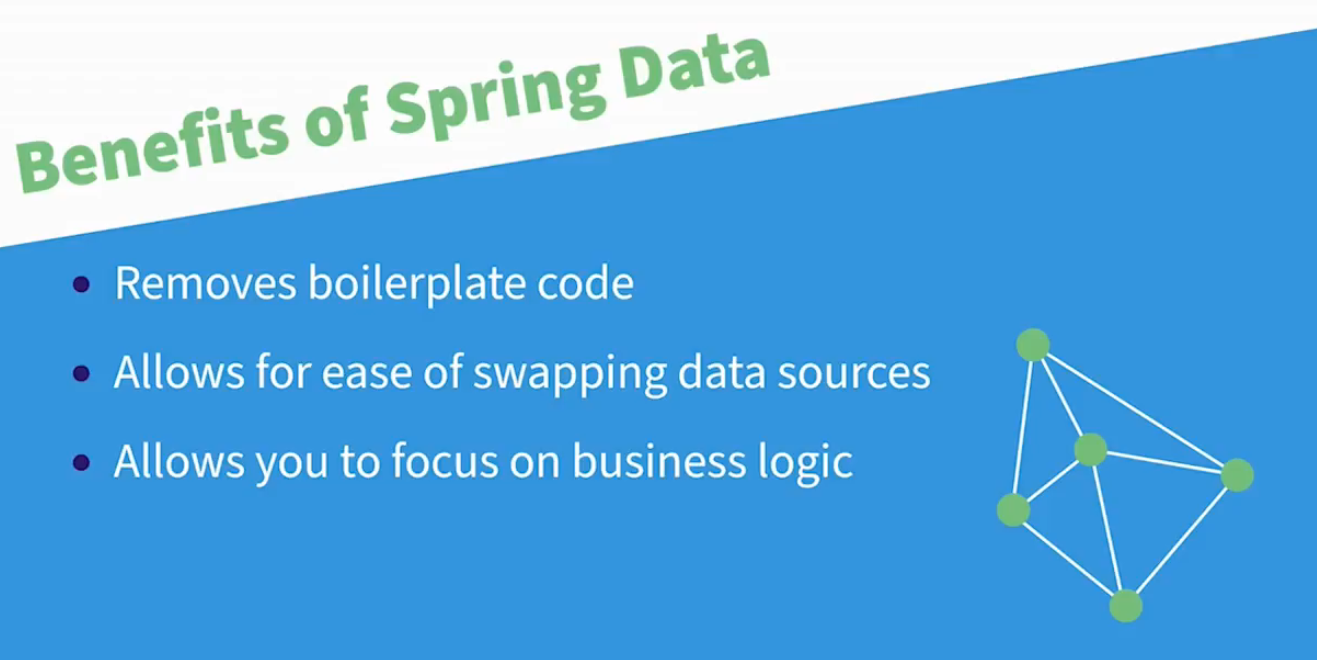 Benefits of Spring Data
Removes boilerplate code
Allows for ease of swapping data sources
Allows you to focus on business logic